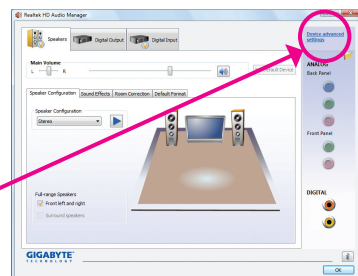 Realtek HD Audio Manager
Speakers
Digital Output
Digital Input
Device advanced
settings
Main Volume
L
R
Default Device
ANALOG
Back Panel
Speaker Configuration
Sound Effects
Room Correction
Default Format
Speaker Configuration
Stereo
Front Panel
Full-range Speakers
Front left and right
Surround speakers
DIGITAL
GIGABYTE
TECHNOLOGY
i
OK